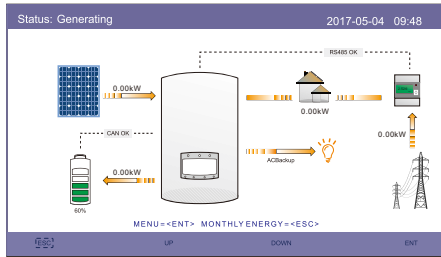 Status: Generating 2017-05-04 09:48
RS485 OK
0.00kW
0.00kW
CAN OK
0.00kW
0.00kW
ACBackup
60%
MENU=<ENT> MONTHLY ENERGY=<ESC>
ESC UP DOWN ENT